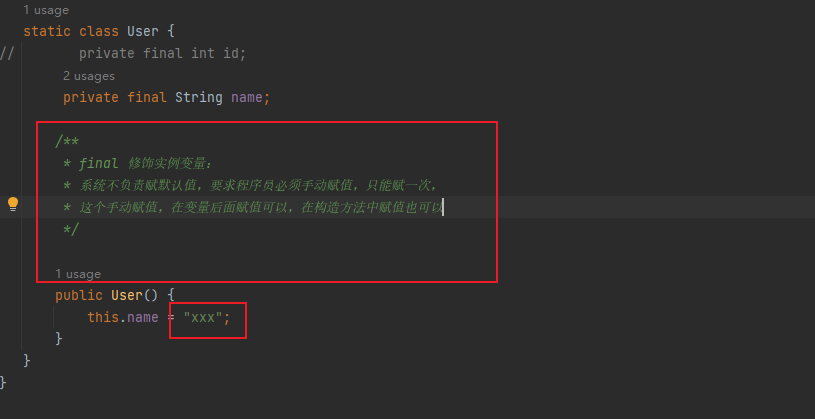 1 usage
static class User {
// private final int id;
2 usages
private final String name;
/**
* final 修饰实例变量:
* 系统不负责赋默认值，要求程序员必须手动赋值，只能赋一次，
* 这个手动赋值，在变量后面赋值可以，在构造方法中赋值也可以
*/
1 usage
public User() {
this.name = "xxx";
}
}
}